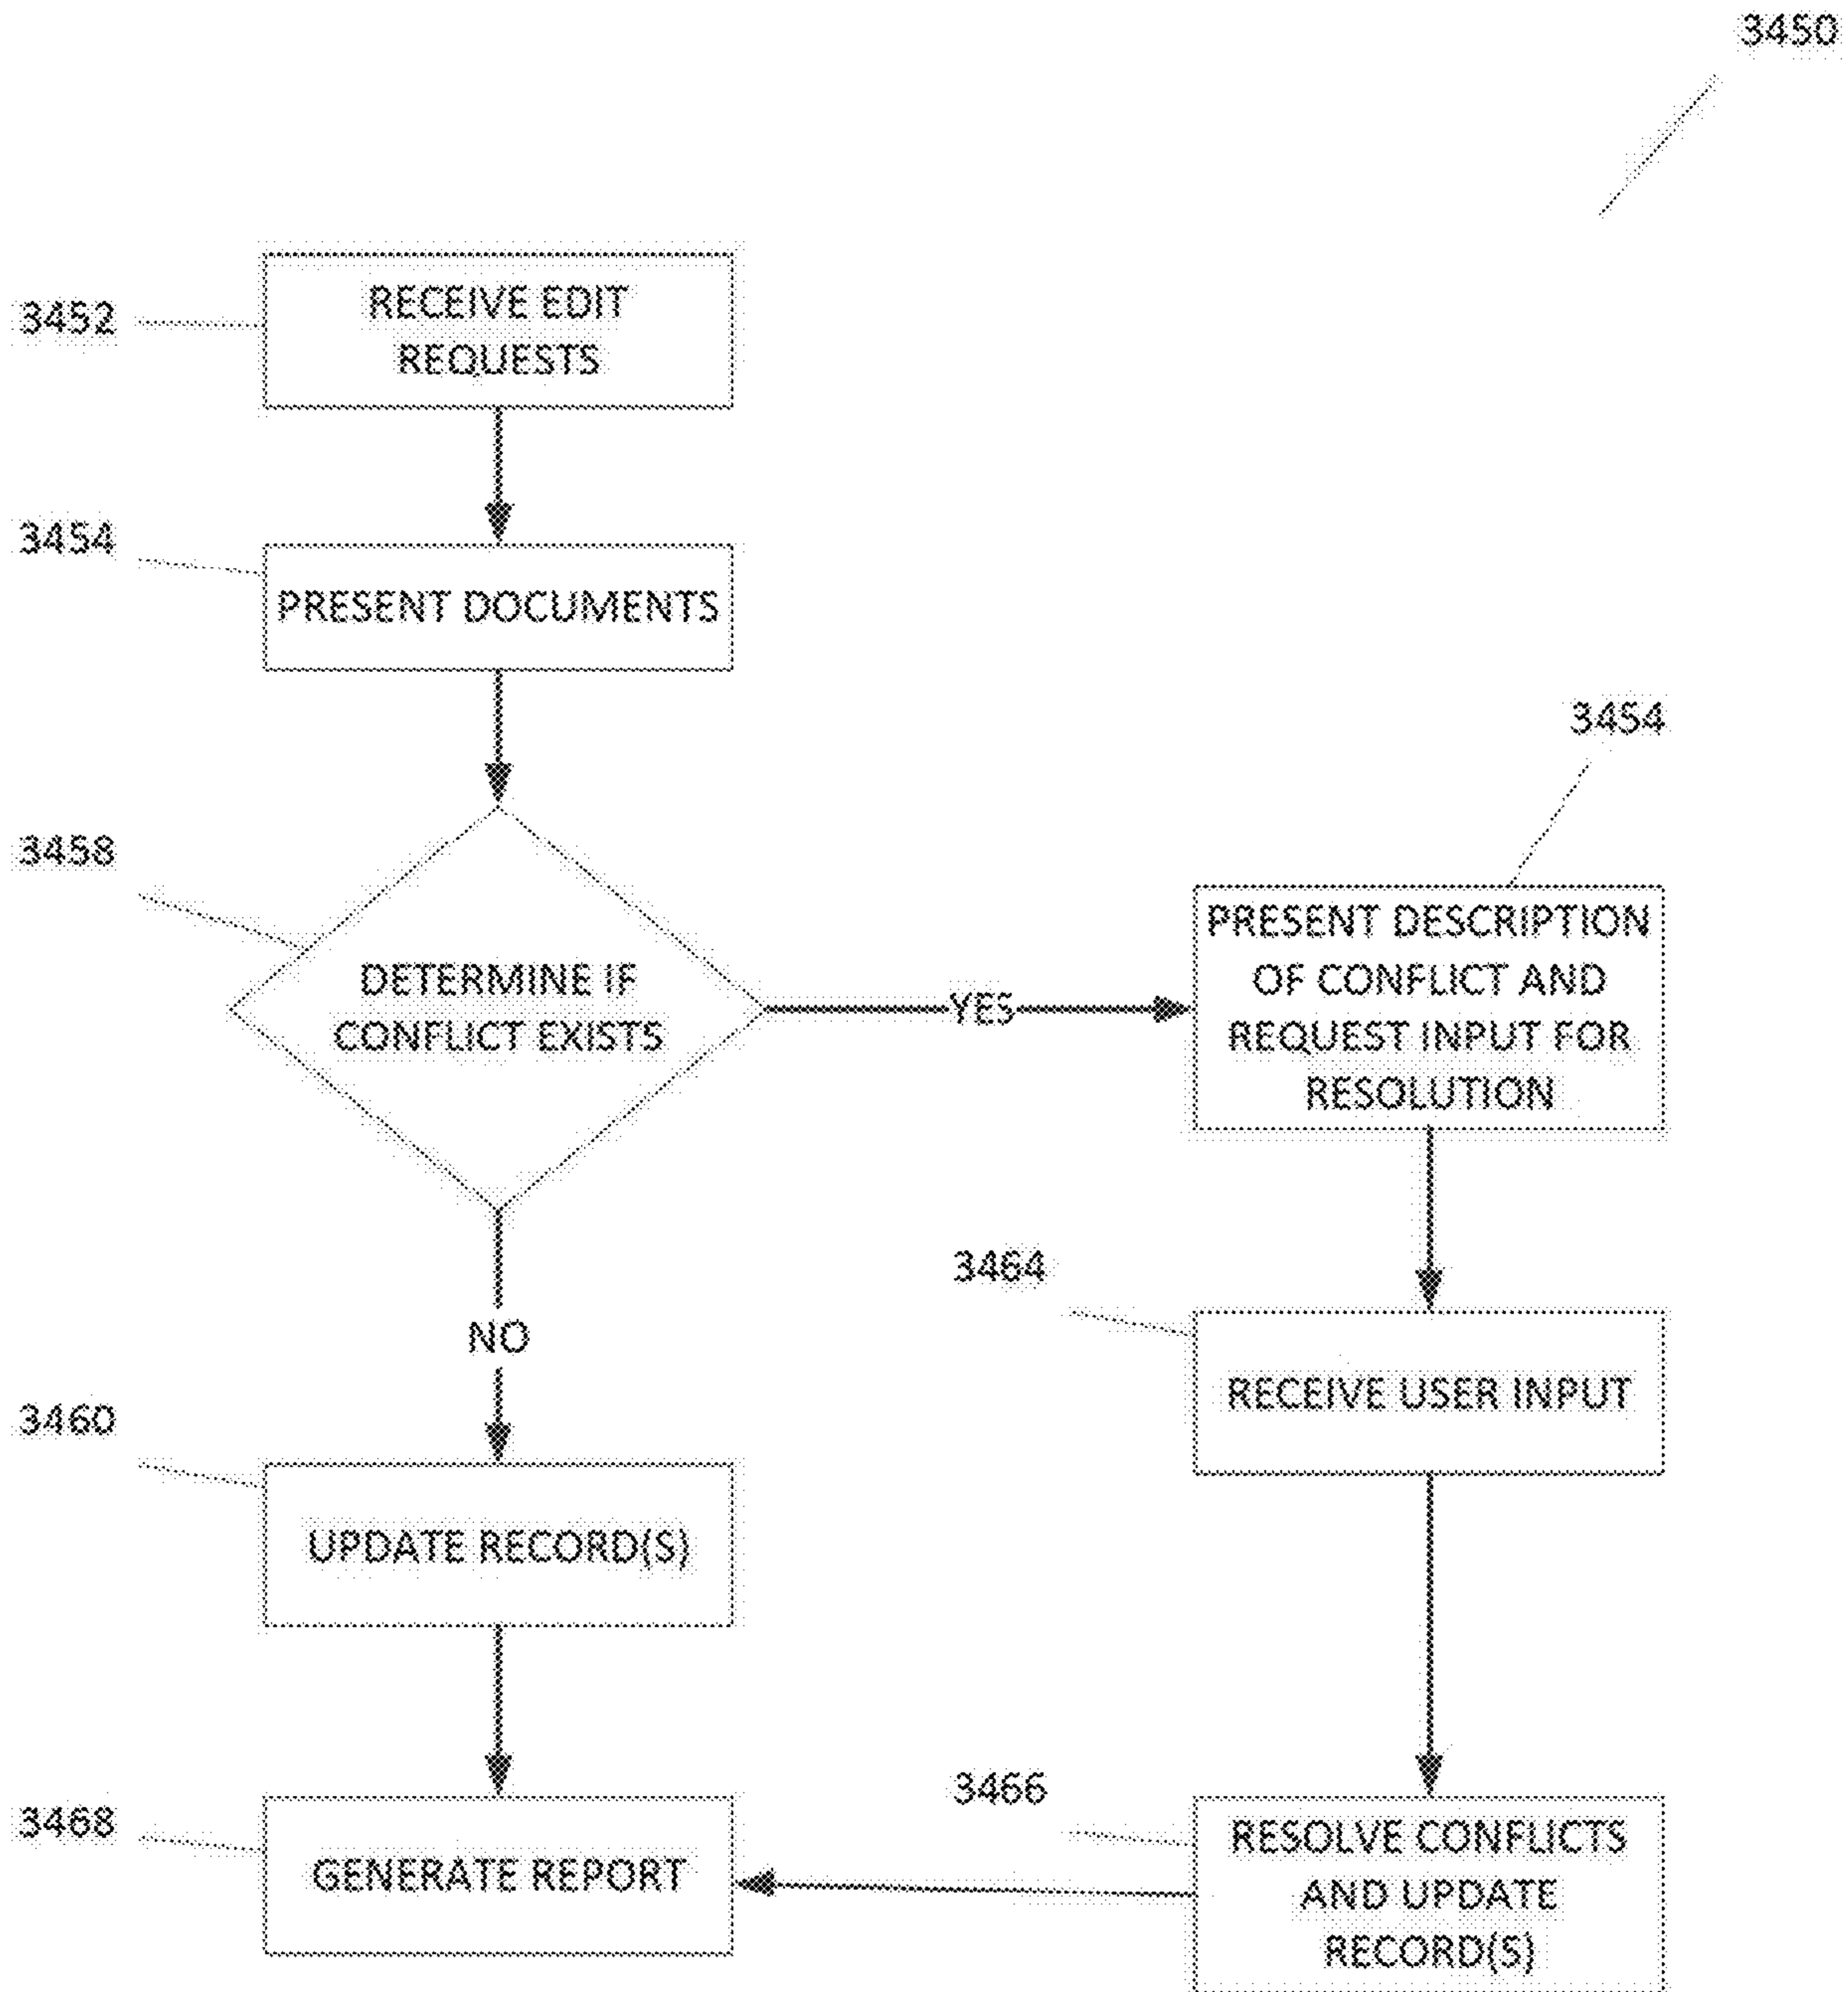 3450
3452
RECEIVE EDIT
REQUESTS
3454
PRESENT DOCUMENTS
3454
3458
DETERMINE IF
CONFLICT EXISTS
YES
PRESENT DESCRIPTION
OF CONFLICT AND
REQUEST INPUT FOR
RESOLUTION
3464
NO
RECEIVE USER INPUT
3460
UPDATE RECORD(S)
3466
3468
GENERATE REPORT
RESOLVE CONFLICTS
AND UPDATE
RECORD(S)